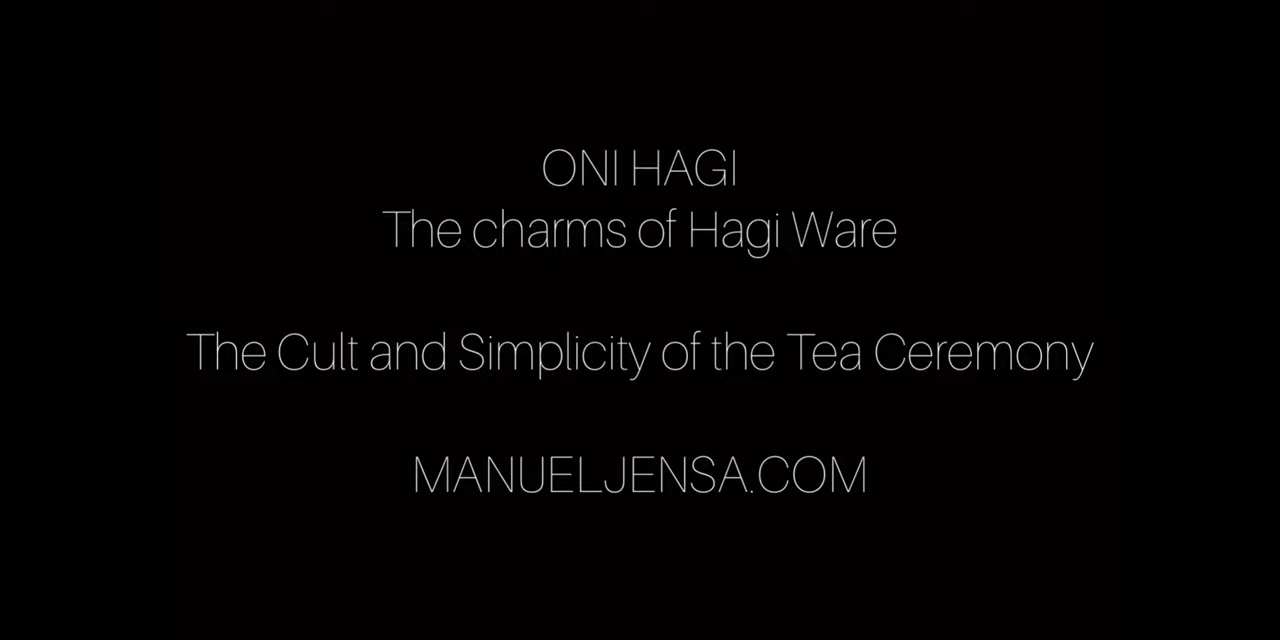 ONI HAGI
The charms of Hagi Ware
The Cult and Simplicity of the Tea Ceremony
MANUELJENSA.COM